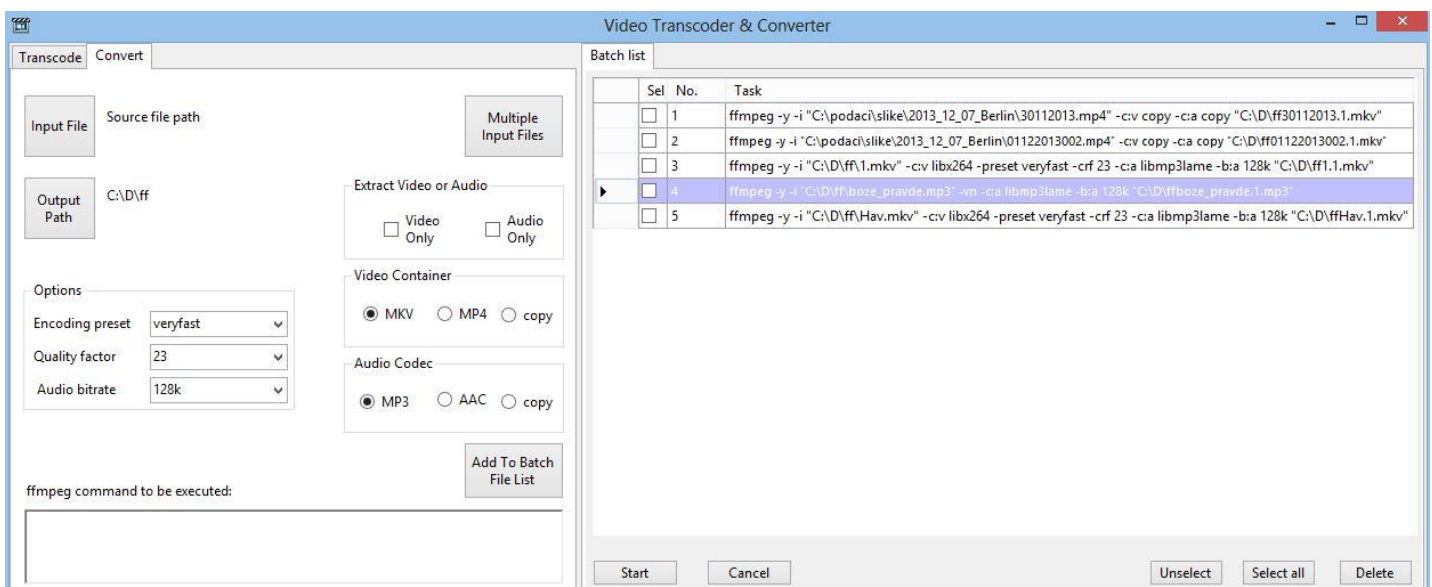 Video Transcoder & Converter
Transcode Convert
Input File
Source file path
Multiple
Input Files
Output
Path
C:\D\ff
Extract Video or Audio
Video
Only
Audio
Only
Video Container
MKV MP4 copy
Options
Encoding preset veryfast
Quality factor 23
Audio bitrate 128k
Audio Codec
MP3 AAC copy
Add To Batch
File List
ffmpeg command to be executed:
Batch list
Sel No. Task
1 ffmpeg -y -i "C:\podaci\slike\2013_12_07_Berlin\30112013.mp4" -c:v copy -c:a copy "C:\D\ff30112013.1.mkv"
2 ffmpeg -y -i "C:\podaci\slike\2013_12_07_Berlin\01122013002.mp4" -c:v copy -c:a copy "C:\D\ff01122013002.1.mkv"
3 ffmpeg -y -i "C:\D\ff\1.mkv" -c:v libx264 -preset veryfast -crf 23 -c:a libmp3lame -b:a 128k "C:\D\ff1.1.mkv"
4 ffmpeg -y -i "C:\D\ff\boze_pravde.mp3" -vn -c:a libmp3lame -b:a 128k "C:\D\ffboze_pravde.1.mp3"
5 ffmpeg -y -i "C:\D\ff\Hav.mkv" -c:v libx264 -preset veryfast -crf 23 -c:a libmp3lame -b:a 128k "C:\D\ffHav.1.mkv"
Start Cancel Unselect Select all Delete